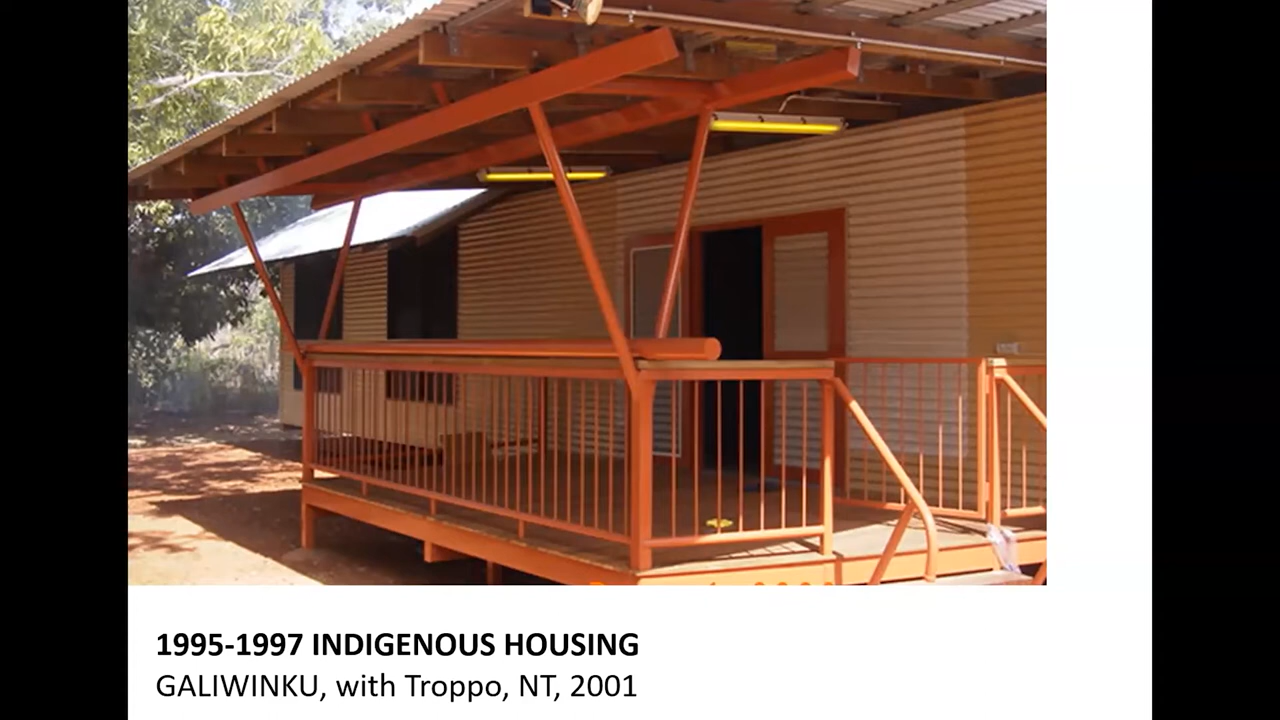 1995-1997 INDIGENOUS HOUSING
GALIWINKU, with Troppo, NT, 2001